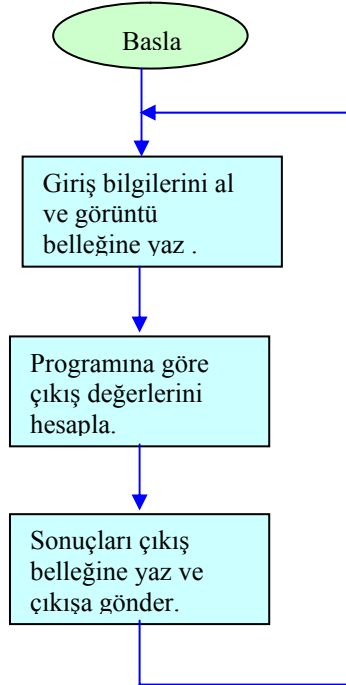 Basla
Giriş bilgilerini al
ve görüntü
belleğine yaz .
Programına göre
çıkış değerlerini
hesapla.
Sonuçları çıkış
belleğine yaz ve
çıkışa gönder.